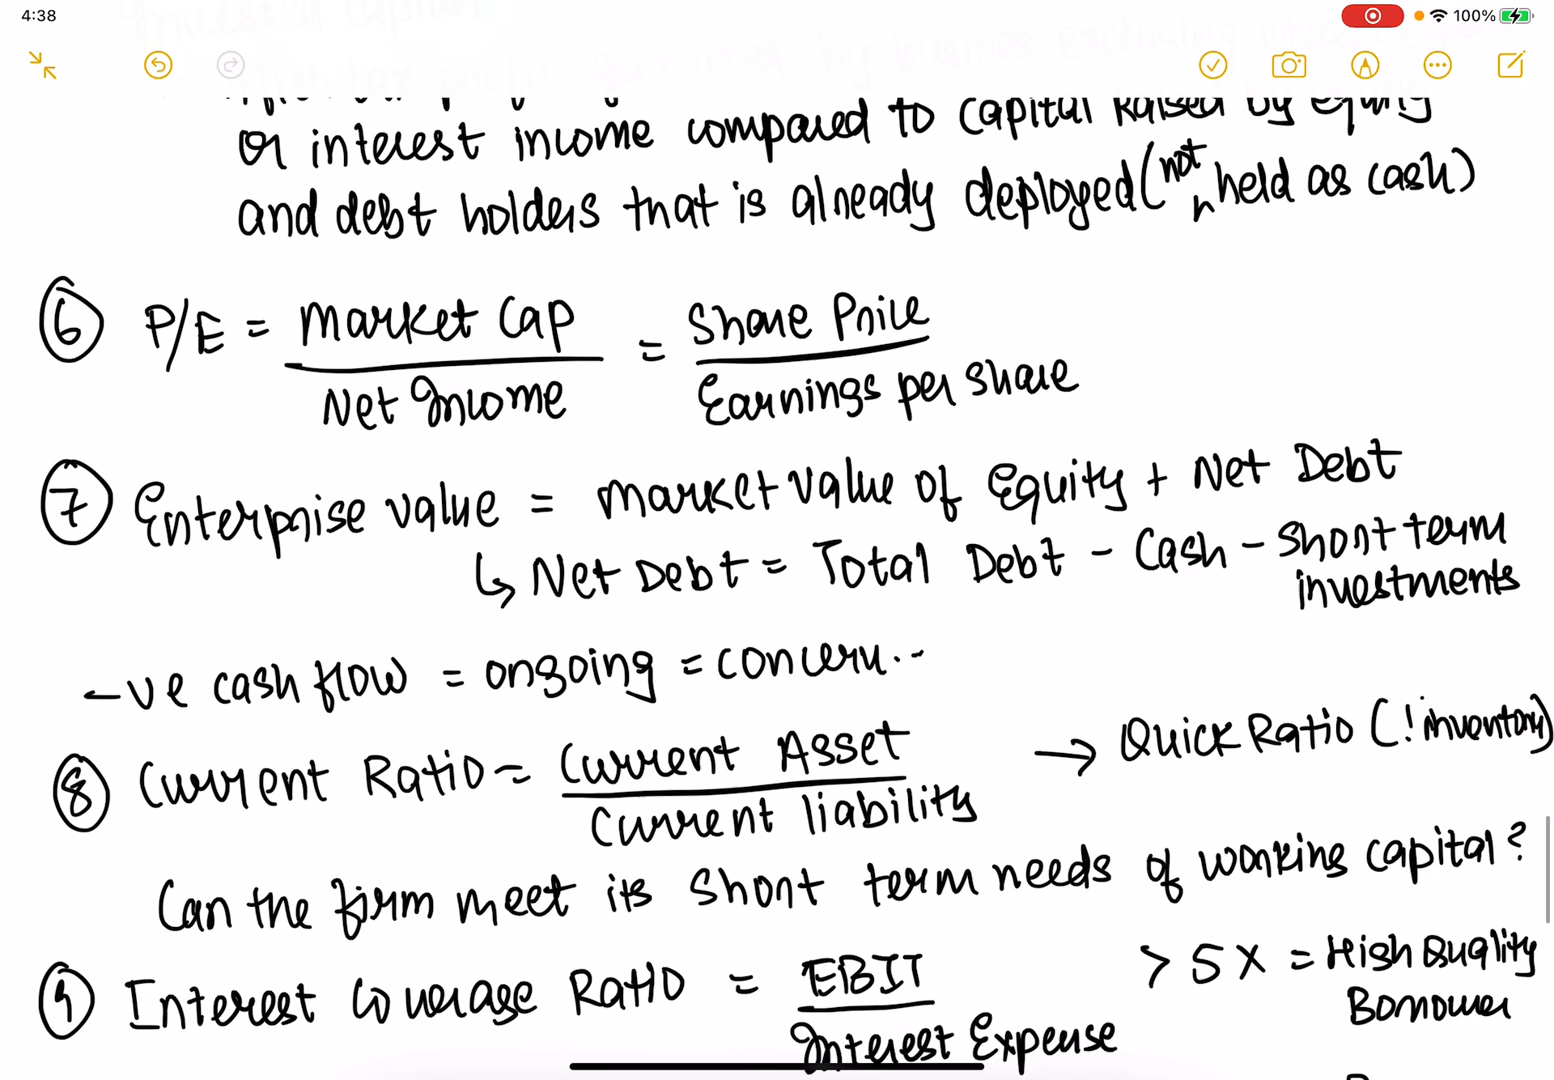 4:38
100%
or interest income compared to capital raised by equity
and debt holders that is already deployed (not held as cash)
⑥ P/E = Market Cap / Net Income = Share Price / Earnings per share
⑦ Enterprise value = Market value of Equity + Net Debt
↳ Net Debt = Total Debt - Cash - Short term investments
-ve cash flow = ongoing = concern..
⑧ Current Ratio = Current Asset / Current liability → Quick Ratio (! inventory)
Can the firm meet its short term needs of working capital?
⑨ Interest Coverage Ratio = EBIT / Interest Expense > 5X = High Quality Borrower